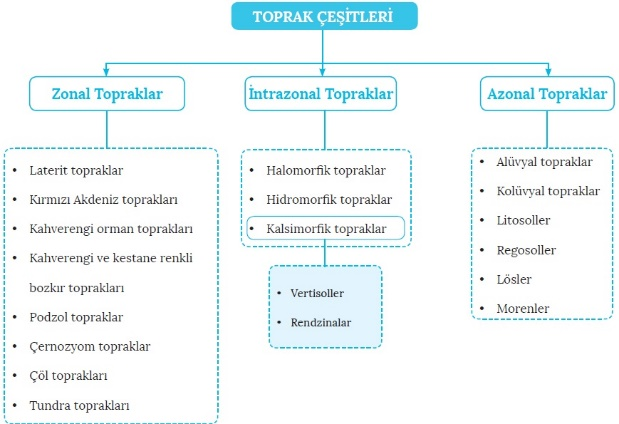 TOPRAK ÇEŞİTLERİ
Zonal Topraklar
• Laterit topraklar
• Kırmızı Akdeniz toprakları
• Kahverengi orman toprakları
• Kahverengi ve kestane renkli
bozkır toprakları
• Podzol topraklar
• Çernozyom topraklar
• Çöl toprakları
• Tundra toprakları
İntrazonal Topraklar
• Halomorfik topraklar
• Hidromorfik topraklar
• Kalsimorfik topraklar
• Vertisoller
• Rendzinalar
Azonal Topraklar
• Alüvyal topraklar
• Kolüvyal topraklar
• Litosoller
• Regosoller
• Lösler
• Morenler